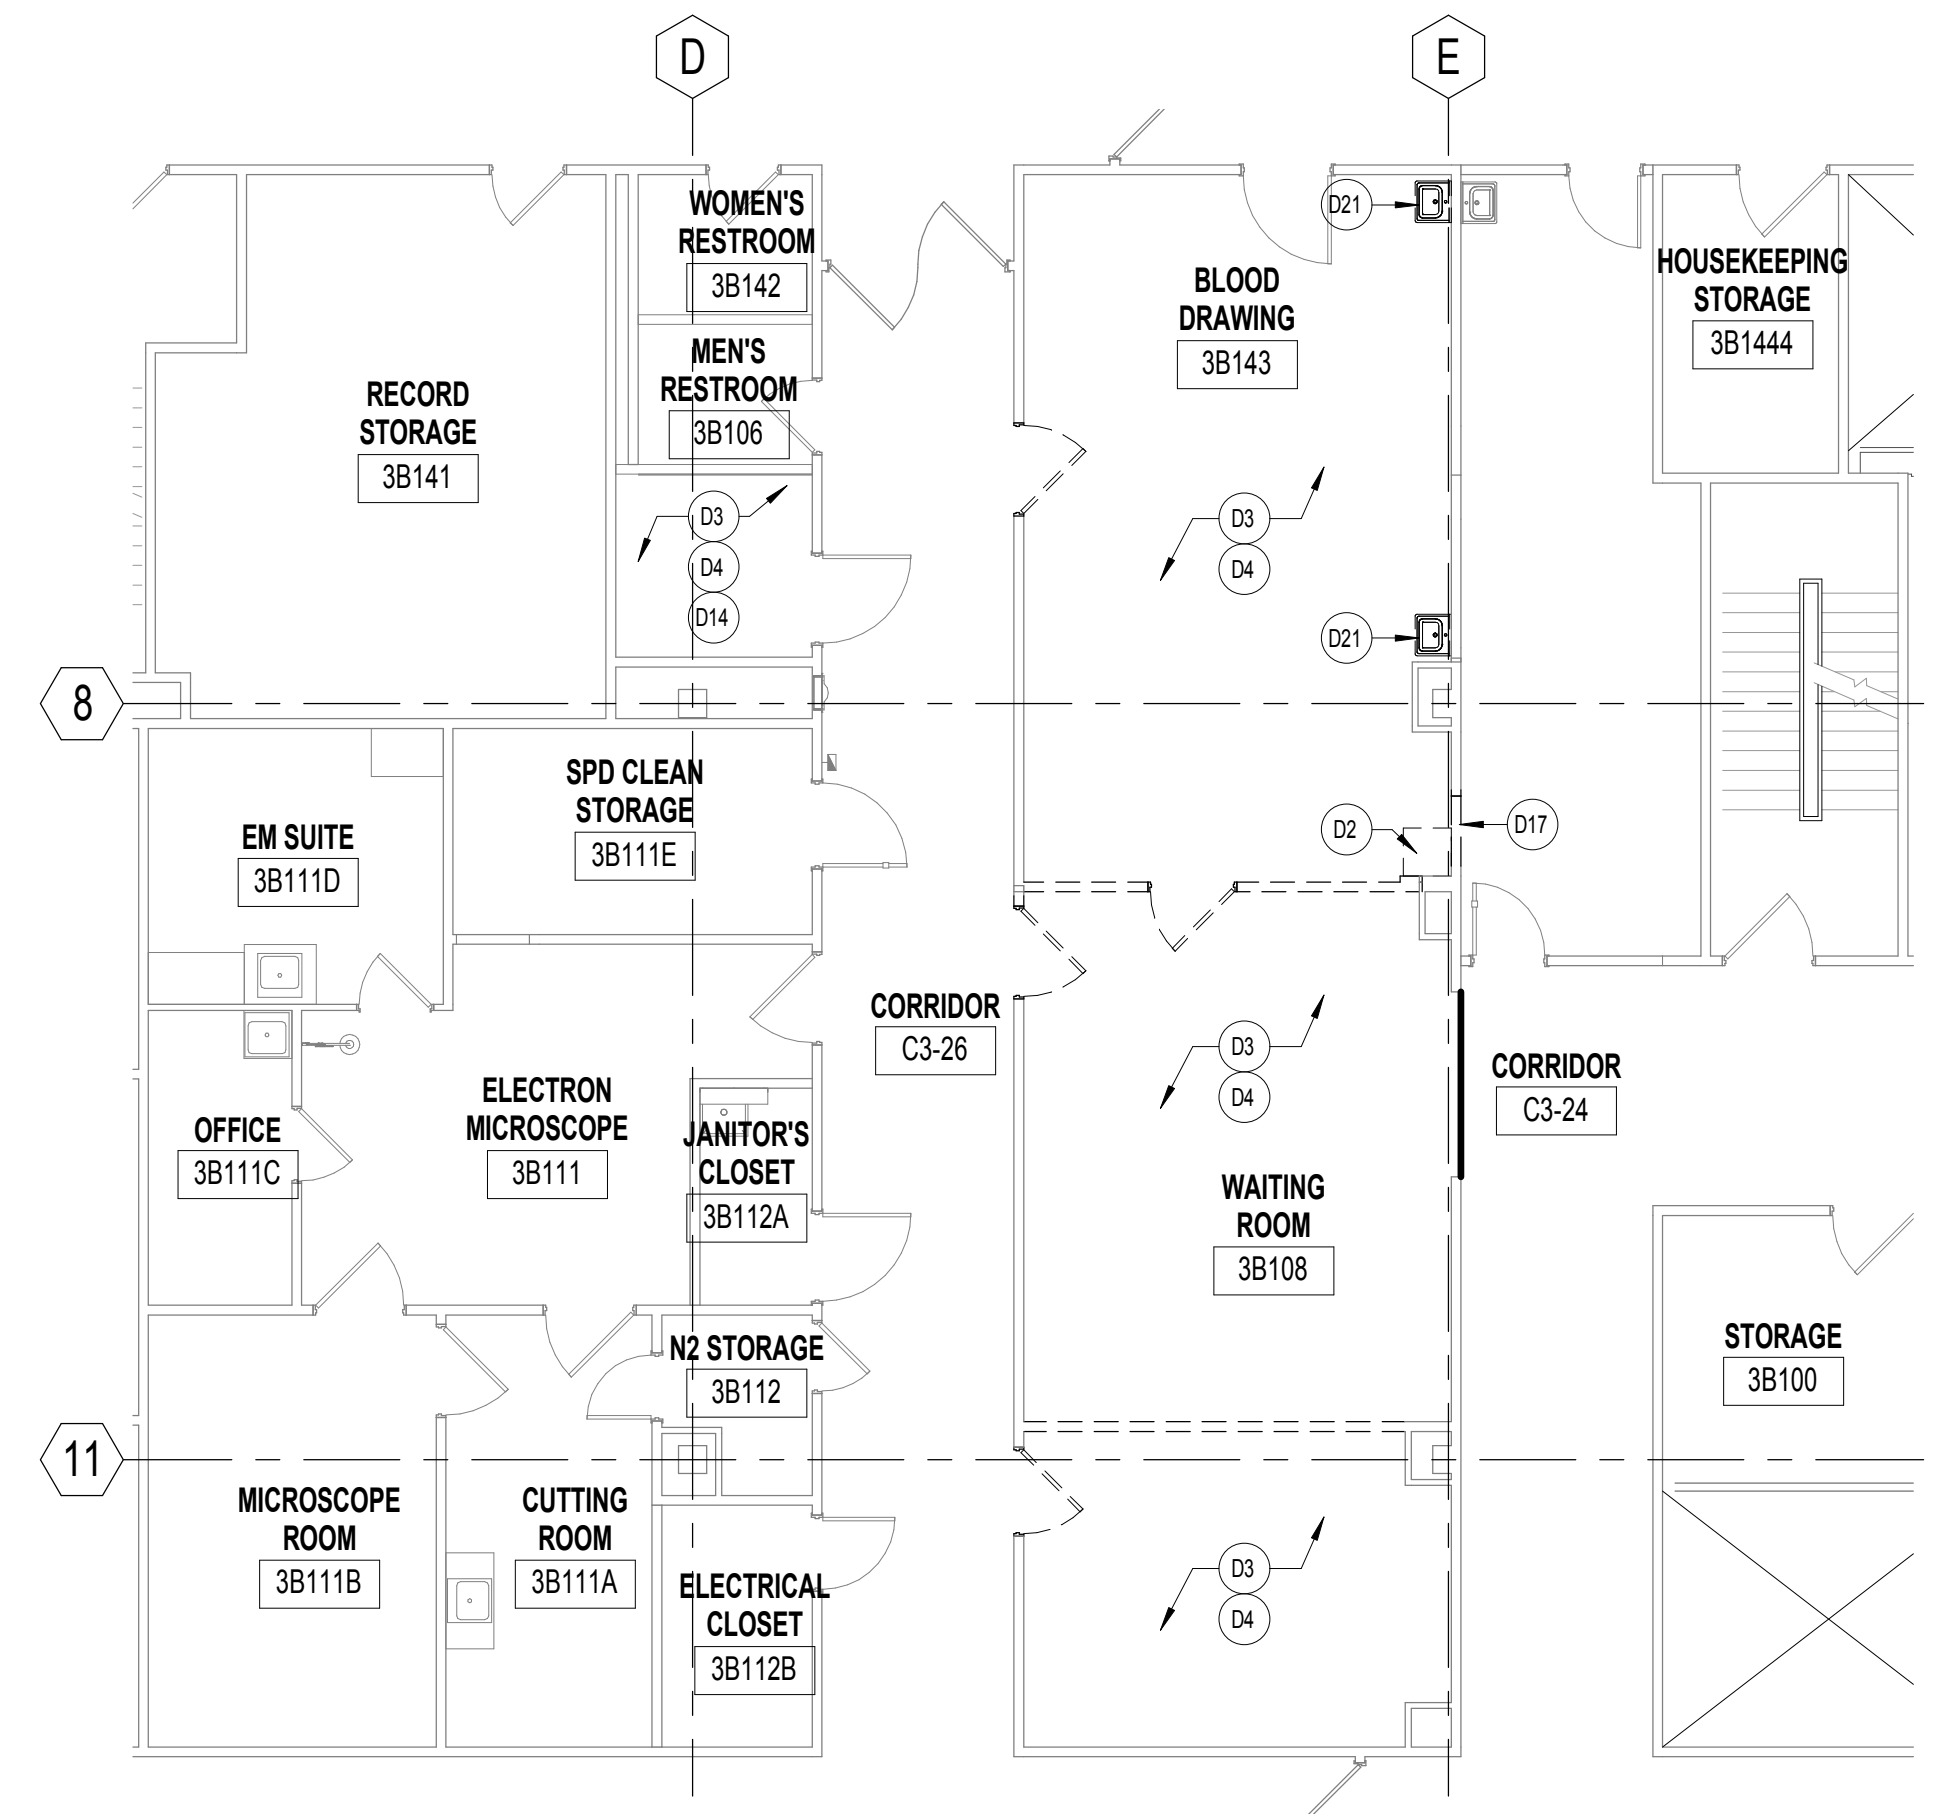 D
E
WOMEN'S
RESTROOM
3B142
D21
HOUSEKEEPING
STORAGE
3B1444
BLOOD
DRAWING
3B143
MEN'S
RESTROOM
3B106
RECORD
STORAGE
3B141
D3
D4
D14
D3
D4
D21
8
SPD CLEAN
STORAGE
3B111E
EM SUITE
3B111D
D2
D17
CORRIDOR
C3-26
D3
D4
CORRIDOR
C3-24
ELECTRON
MICROSCOPE
3B111
OFFICE
3B111C
JANITOR'S
CLOSET
3B112A
WAITING
ROOM
3B108
N2 STORAGE
3B112
STORAGE
3B100
11
MICROSCOPE
ROOM
3B111B
CUTTING
ROOM
3B111A
ELECTRICAL
CLOSET
3B112B
D3
D4